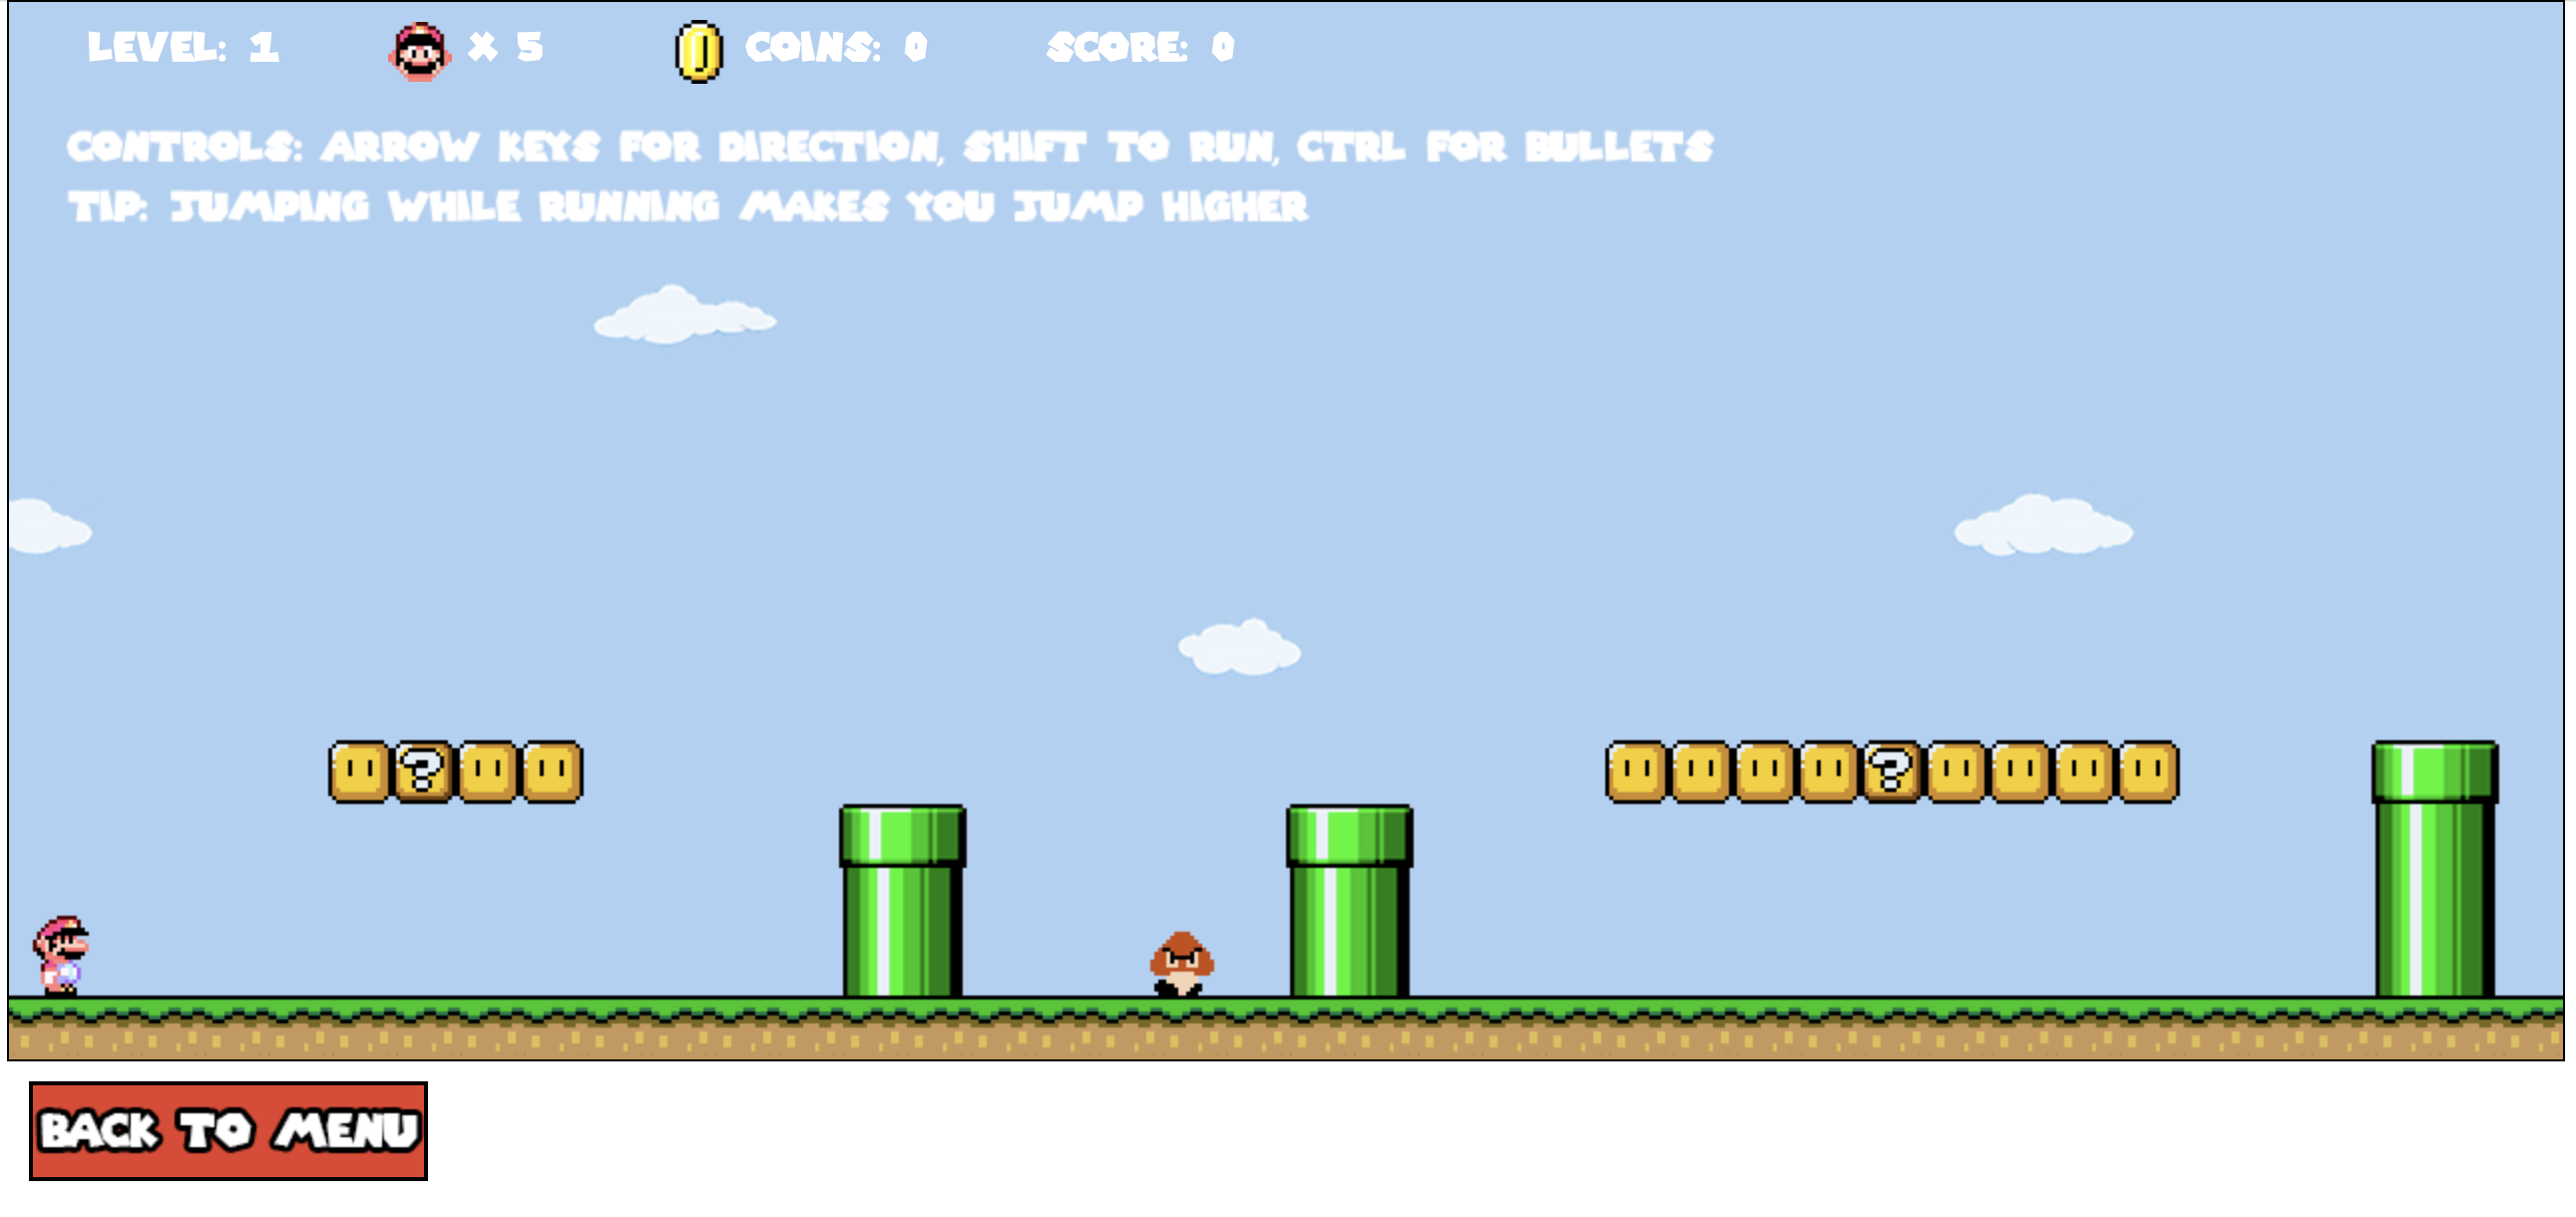 LEVEL: 1 X 5 COINS: 0 SCORE: 0
CONTROLS: ARROW KEYS FOR DIRECTION, SHIFT TO RUN, CTRL FOR BULLETS
TIP: JUMPING WHILE RUNNING MAKES YOU JUMP HIGHER
?
?
BACK TO MENU